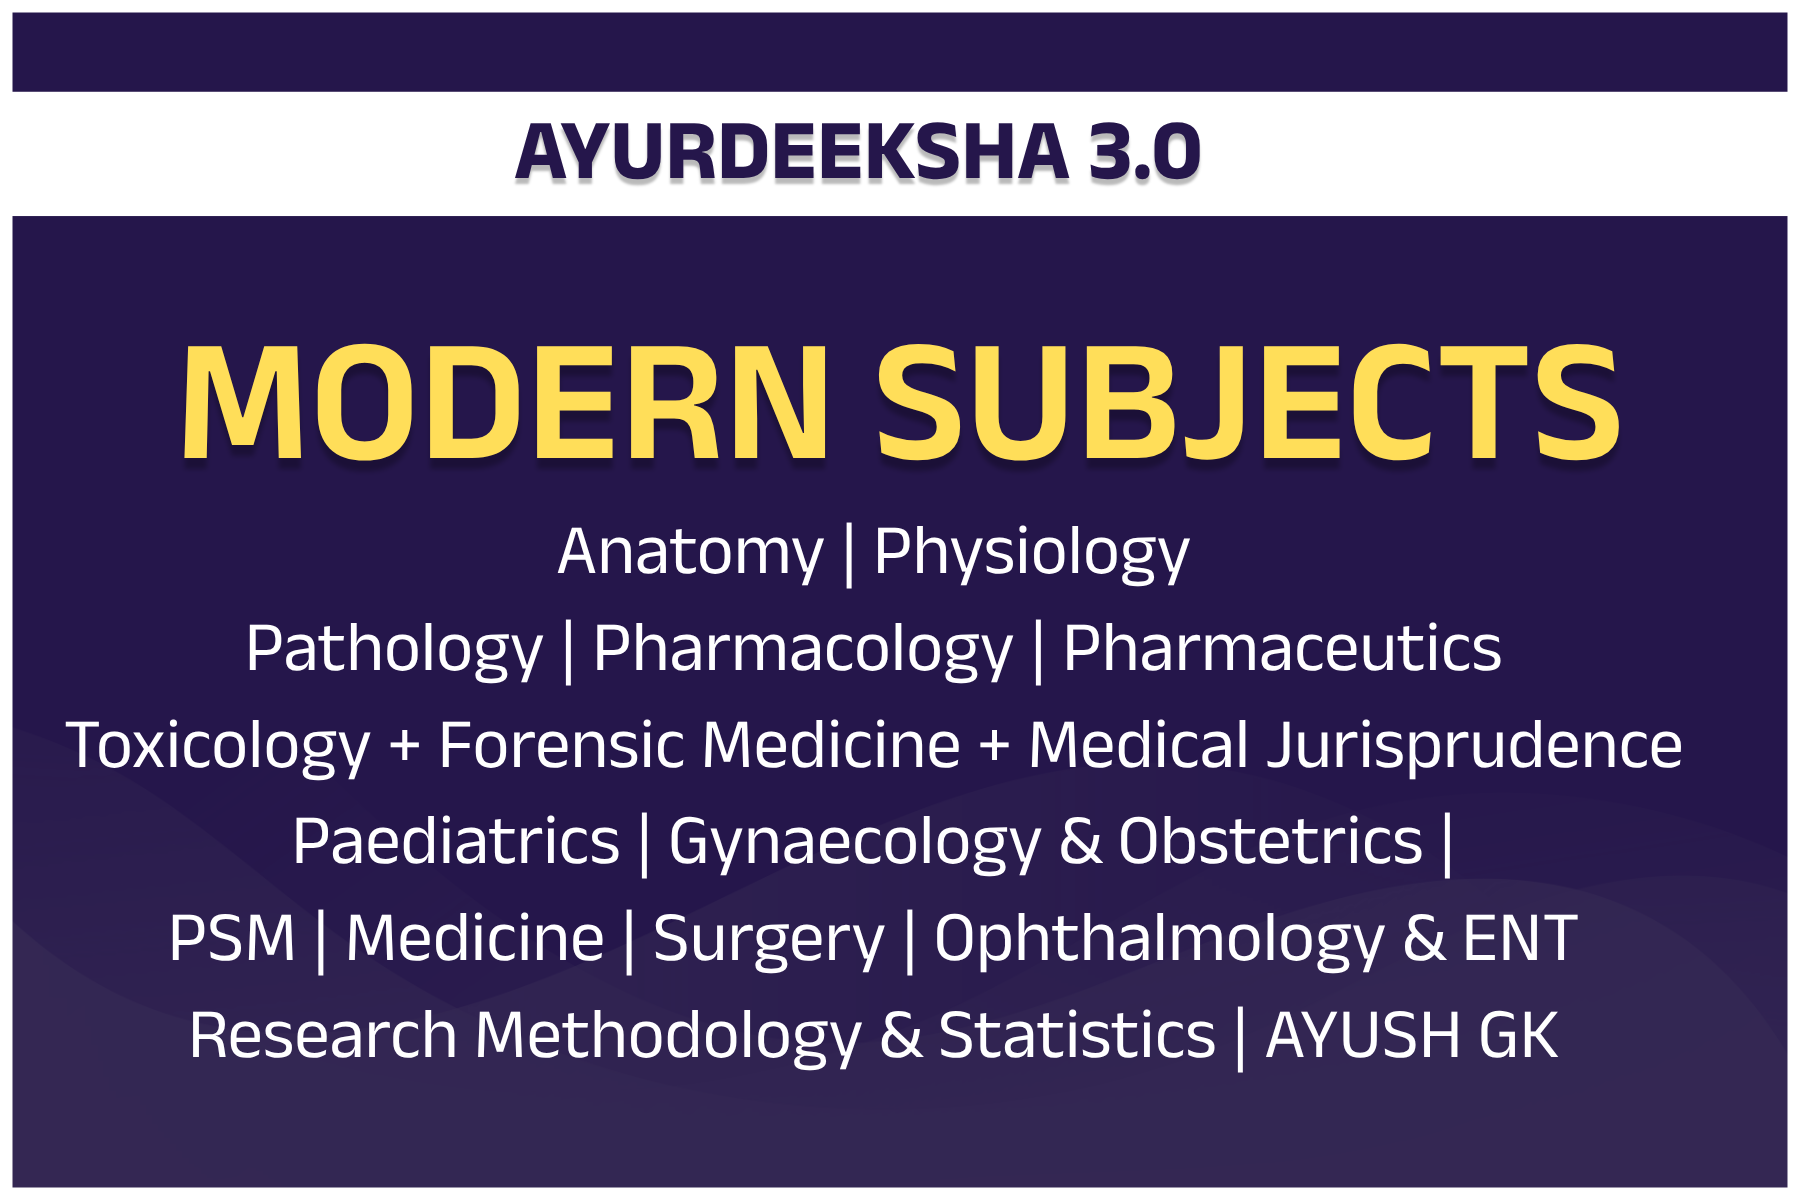 AYURDEEKSHA 3.0
MODERN SUBJECTS
Anatomy | Physiology
Pathology | Pharmacology | Pharmaceutics
Toxicology + Forensic Medicine + Medical Jurisprudence
Paediatrics | Gynaecology & Obstetrics |
PSM | Medicine | Surgery | Ophthalmology & ENT
Research Methodology & Statistics | AYUSH GK